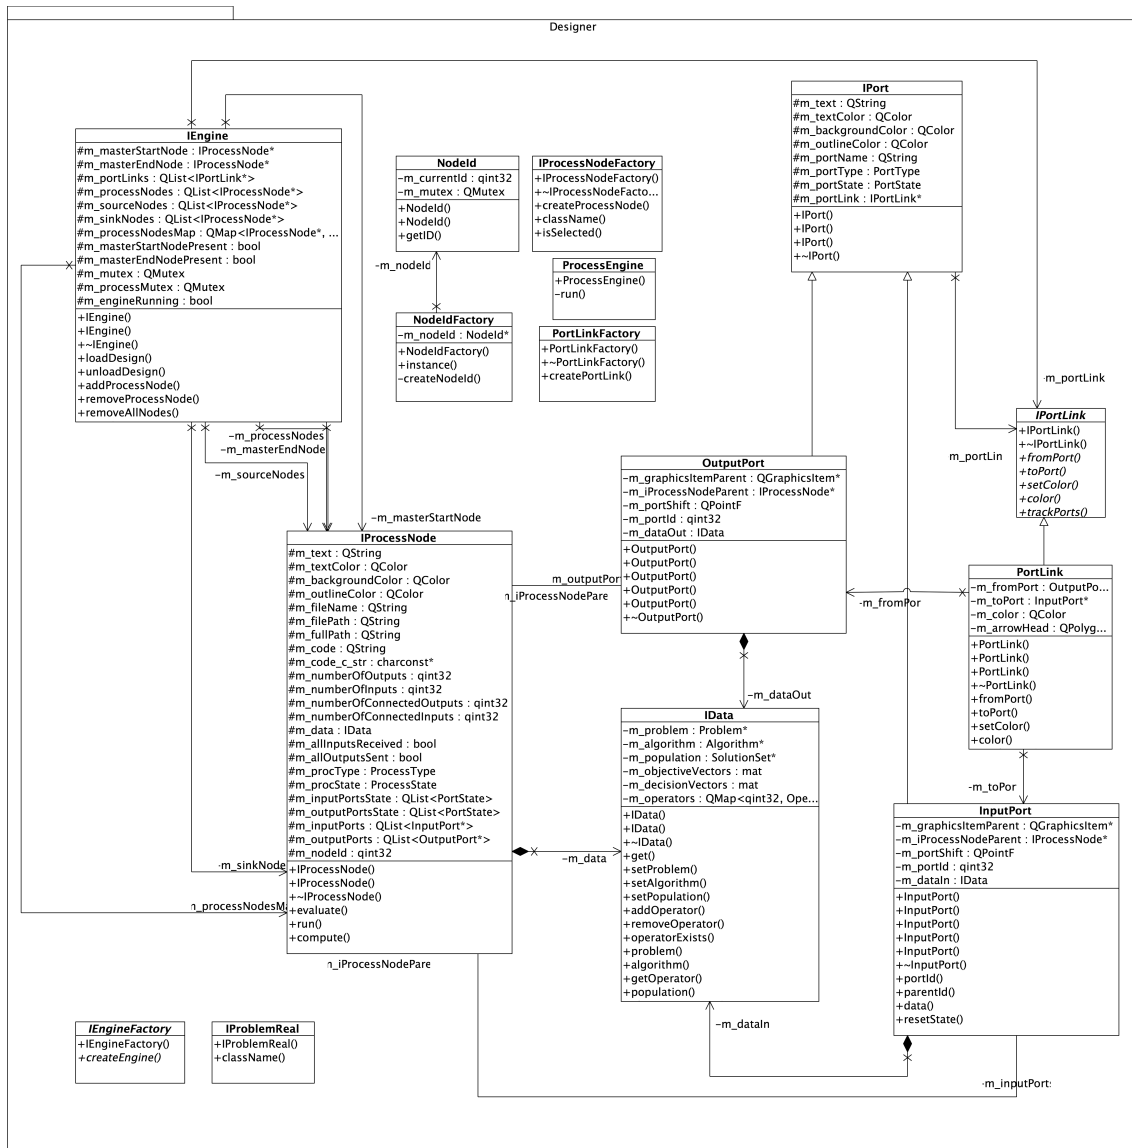 Designer
IEngine
#m_masterStartNode : IProcessNode*
#m_masterEndNode : IProcessNode*
#m_portLinks : QList<IPortLink*>
#m_processNodes : QList<IProcessNode*>
#m_sourceNodes : QList<IProcessNode*>
#m_sinkNodes : QList<IProcessNode*>
#m_processNodesMap : QMap<IProcessNode*, ...
#m_masterStartNodePresent : bool
#m_masterEndNodePresent : bool
#m_mutex : QMutex
#m_processMutex : QMutex
#m_engineRunning : bool
+IEngine()
+IEngine()
+~IEngine()
+loadDesign()
+unloadDesign()
+addProcessNode()
+removeProcessNode()
+removeAllNodes()
NodeId
-m_currentId : qint32
-m_mutex : QMutex
+NodeId()
+NodeId()
+getID()
-m_nodeId
NodeIdFactory
-m_nodeId : NodeId*
+NodeIdFactory()
+instance()
-createNodeId()
IProcessNodeFactory
+IProcessNodeFactory()
+~IProcessNodeFacto...
+createProcessNode()
+className()
+isSelected()
ProcessEngine
+ProcessEngine()
-run()
PortLinkFactory
+PortLinkFactory()
+~PortLinkFactory()
+createPortLink()
IPort
#m_text : QString
#m_textColor : QColor
#m_backgroundColor : QColor
#m_outlineColor : QColor
#m_portName : QString
#m_portType : PortType
#m_portState : PortState
#m_portLink : IPortLink*
+IPort()
+IPort()
+IPort()
+~IPort()
-m_portLink
IPortLink
+IPortLink()
+~IPortLink()
+fromPort()
+toPort()
+setColor()
+color()
+trackPorts()
m_portLin
-m_processNodes
-m_masterEndNode
-m_sourceNodes
-m_masterStartNode
IProcessNode
#m_text : QString
#m_textColor : QColor
#m_backgroundColor : QColor
#m_outlineColor : QColor
#m_fileName : QString
#m_filePath : QString
#m_fullPath : QString
#m_code : QString
#m_code_c_str : charconst*
#m_numberOfOutputs : qint32
#m_numberOfInputs : qint32
#m_numberOfConnectedOutputs : qint32
#m_numberOfConnectedInputs : qint32
#m_data : IData
#m_allInputsReceived : bool
#m_allOutputsSent : bool
#m_procType : ProcessType
#m_procState : ProcessState
#m_inputPortsState : QList<PortState>
#m_outputPortsState : QList<PortState>
#m_inputPorts : QList<InputPort*>
#m_outputPorts : QList<OutputPort*>
#m_nodeId : qint32
+IProcessNode()
+IProcessNode()
+~IProcessNode()
+evaluate()
+run()
+compute()
-m_sinkNode
m_processNodesMa
m_iProcessNodePare
OutputPort
-m_graphicsItemParent : QGraphicsItem*
-m_iProcessNodeParent : IProcessNode*
-m_portShift : QPointF
-m_portId : qint32
-m_dataOut : IData
+OutputPort()
+OutputPort()
+OutputPort()
+OutputPort()
+OutputPort()
+~OutputPort()
m_outputPor
m_iProcessNodePare
-m_fromPor
PortLink
-m_fromPort : OutputPo...
-m_toPort : InputPort*
-m_color : QColor
-m_arrowHead : QPolyg...
+PortLink()
+PortLink()
+PortLink()
+~PortLink()
+fromPort()
+toPort()
+setColor()
+color()
-m_toPor
-m_dataOut
IData
-m_problem : Problem*
-m_algorithm : Algorithm*
-m_population : SolutionSet*
-m_objectiveVectors : mat
-m_decisionVectors : mat
-m_operators : QMap<qint32, Ope...
+IData()
+IData()
+~IData()
+get()
+setProblem()
+setAlgorithm()
+setPopulation()
+addOperator()
+removeOperator()
+operatorExists()
+problem()
+algorithm()
+getOperator()
+population()
-m_data
-m_dataIn
InputPort
-m_graphicsItemParent : QGraphicsItem*
-m_iProcessNodeParent : IProcessNode*
-m_portShift : QPointF
-m_portId : qint32
-m_dataIn : IData
+InputPort()
+InputPort()
+InputPort()
+InputPort()
+InputPort()
+~InputPort()
+portId()
+parentId()
+data()
+resetState()
-m_inputPort
IEngineFactory
+IEngineFactory()
+createEngine()
IProblemReal
+IProblemReal()
+className()